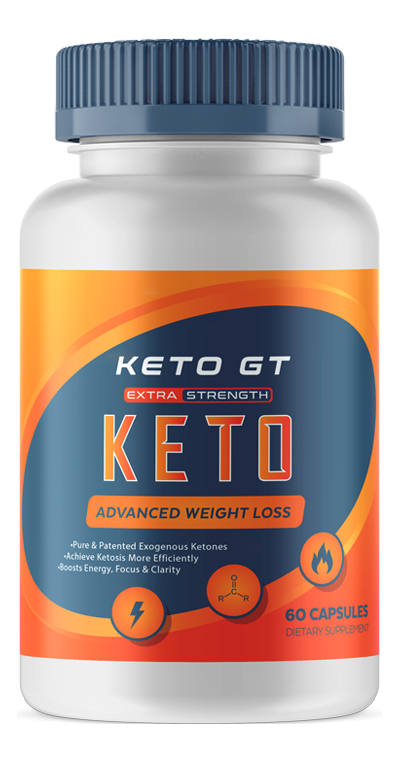 KETO GT
EXTRA STRENGTH
KETO
ADVANCED WEIGHT LOSS
•Pure & Patented Exogenous Ketones
•Achieve Ketosis More Efficiently
•Boosts Energy, Focus & Clarity
O
C
R R
60 CAPSULES
DIETARY SUPPLEMENT